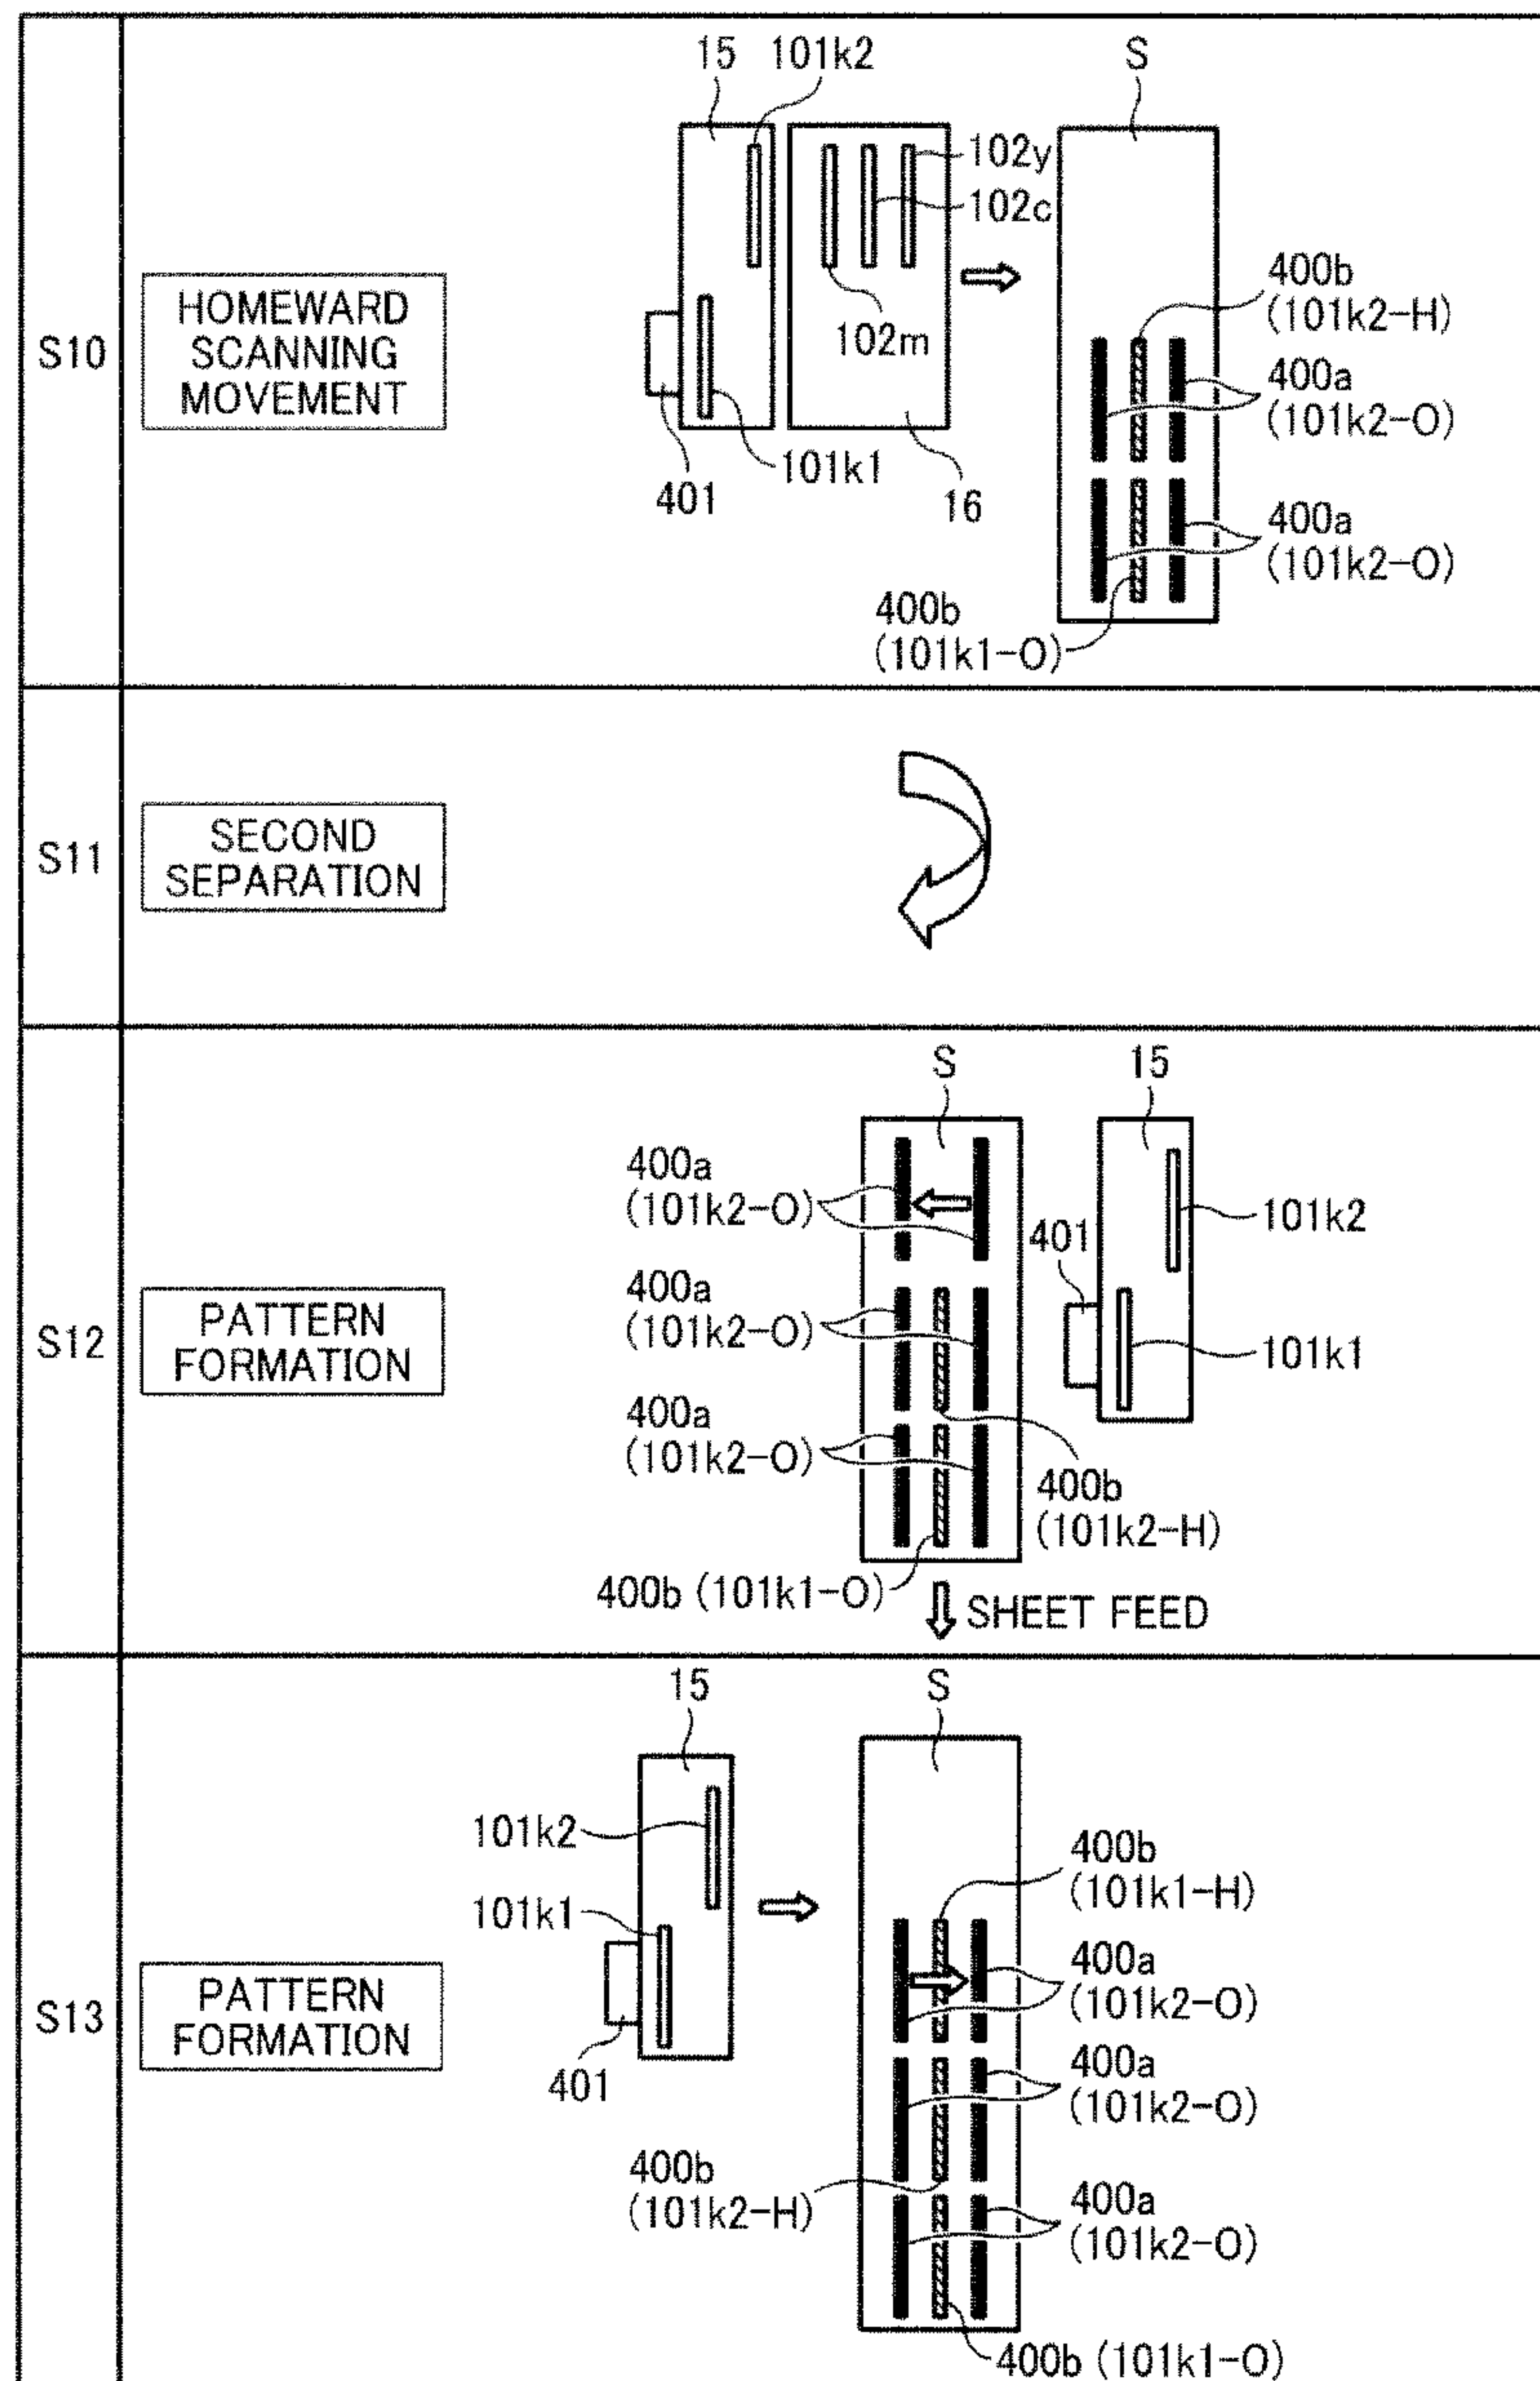 S10
HOMEWARD
SCANNING
MOVEMENT
15
101k2
S
102y
102c
102m
400b
(101k2-H)
400a
(101k2-O)
101k1
401
16
400a
(101k2-O)
400b
(101k1-O)
S11
SECOND
SEPARATION
S12
PATTERN
FORMATION
S
15
400a
(101k2-O)
401
101k2
400a
(101k2-O)
101k1
400a
(101k2-O)
400b
(101k2-H)
400b (101k1-O)
SHEET FEED
S13
PATTERN
FORMATION
15
S
101k2
101k1
401
400b
(101k1-H)
400a
(101k2-O)
400a
(101k2-O)
400b
(101k2-H)
400a
(101k2-O)
400b (101k1-O)